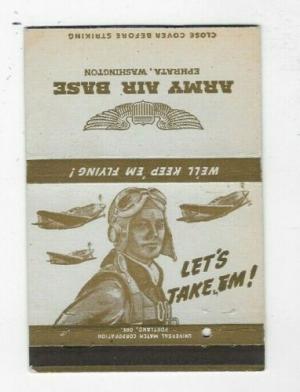 CLOSE COVER BEFORE STRIKING
EPHRATA, WASHINGTON
ARMY AIR BASE
WE'LL KEEP 'EM FLYING!
LET'S
TAKE 'EM!
UNIVERSAL MATCH CORPORATION
PORTLAND, ORE.